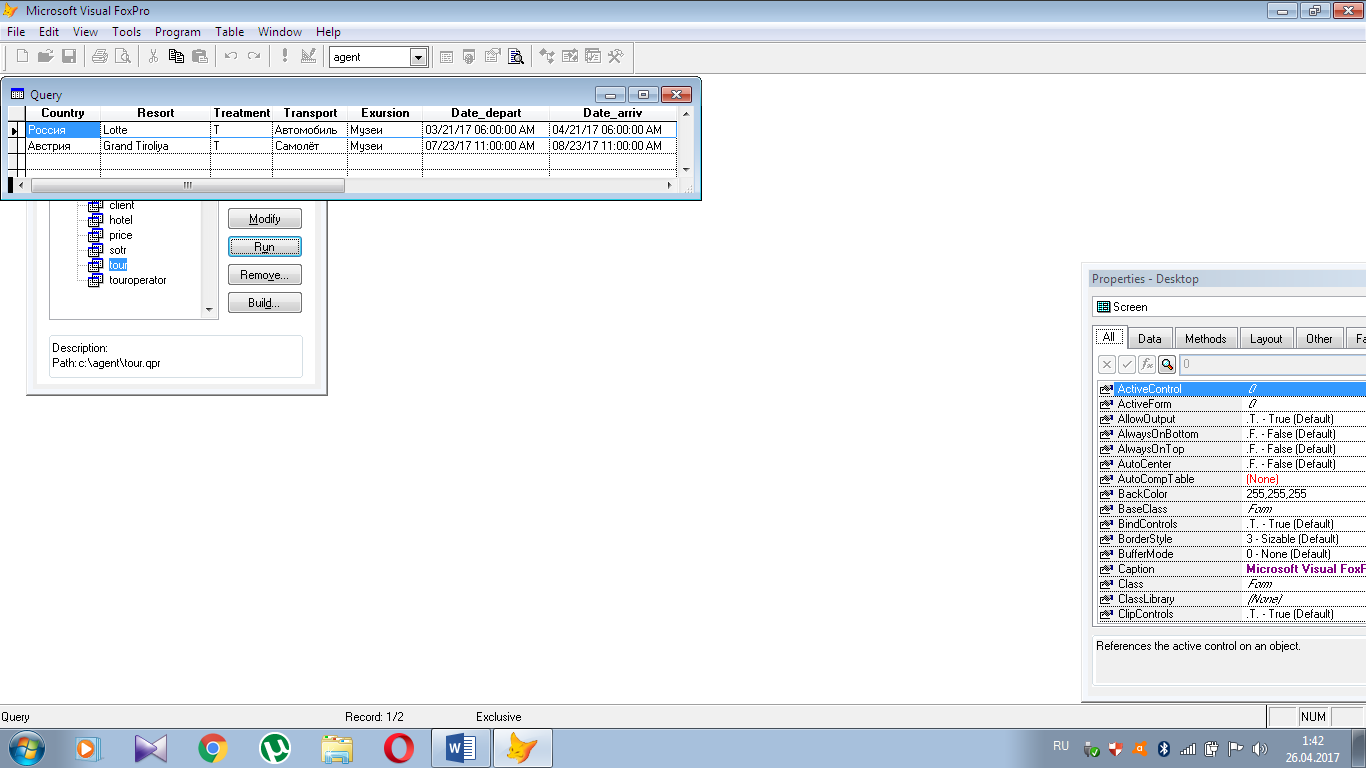 Microsoft Visual FoxPro
File Edit View Tools Program Table Window Help
agent
Query
Country Resort Treatment Transport Exursion Date_depart Date_arriv
Россия Lotte T Автомобиль Музеи 03/21/17 06:00:00 AM 04/21/17 06:00:00 AM
Австрия Grand Tiroliya T Самолёт Музеи 07/23/17 11:00:00 AM 08/23/17 11:00:00 AM
client
hotel
price
sotr
tour
touroperator
Modify
Run
Remove...
Build...
Description:
Path: c:\agent\tour.qpr
Properties - Desktop
Screen
All Data Methods Layout Other Fa
0
ActiveControl 0
ActiveForm 0
AllowOutput .T. - True (Default)
AlwaysOnBottom .F. - False (Default)
AlwaysOnTop .F. - False (Default)
AutoCenter .F. - False (Default)
AutoCompTable (None)
BackColor 255,255,255
BaseClass Form
BindControls .T. - True (Default)
BorderStyle 3 - Sizable (Default)
BufferMode 0 - None (Default)
Caption Microsoft Visual FoxP
Class Form
ClassLibrary (None)
ClipControls .T. - True (Default)
References the active control on an object.
Query Record: 1/2 Exclusive NUM
RU 1:42
26.04.2017